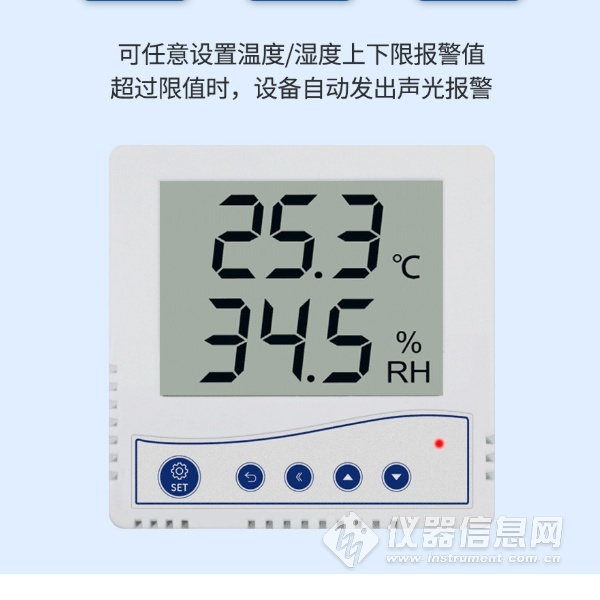 可任意设置温度/湿度上下限报警值
超过限值时，设备自动发出声光报警
25.3 ℃
34.5 % RH
SET
仪器信息网
www.instrument.com.cn